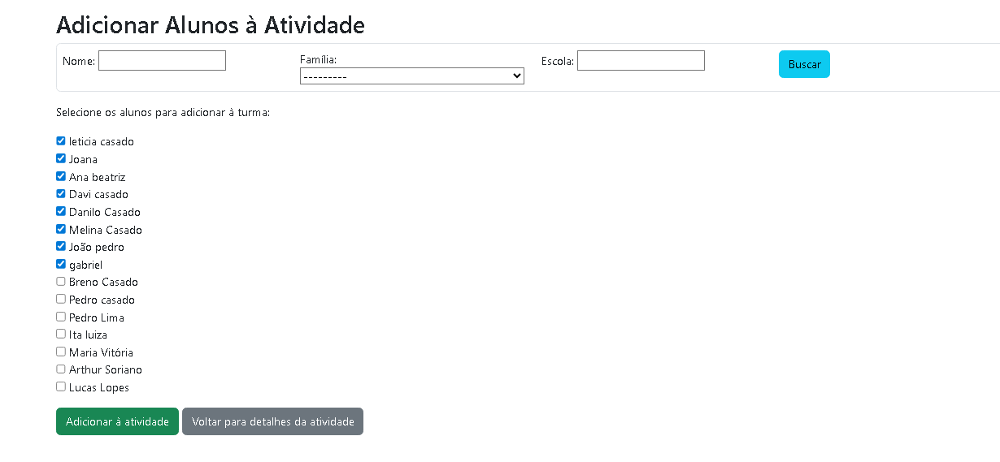 Adicionar Alunos à Atividade
Nome:
Família:
---------
Escola:
Buscar
Selecione os alunos para adicionar à turma:
leticia casado
Joana
Ana beatriz
Davi casado
Danilo Casado
Melina Casado
João pedro
gabriel
Breno Casado
Pedro casado
Pedro Lima
Ita luiza
Maria Vitória
Arthur Soriano
Lucas Lopes
Adicionar à atividade
Voltar para detalhes da atividade